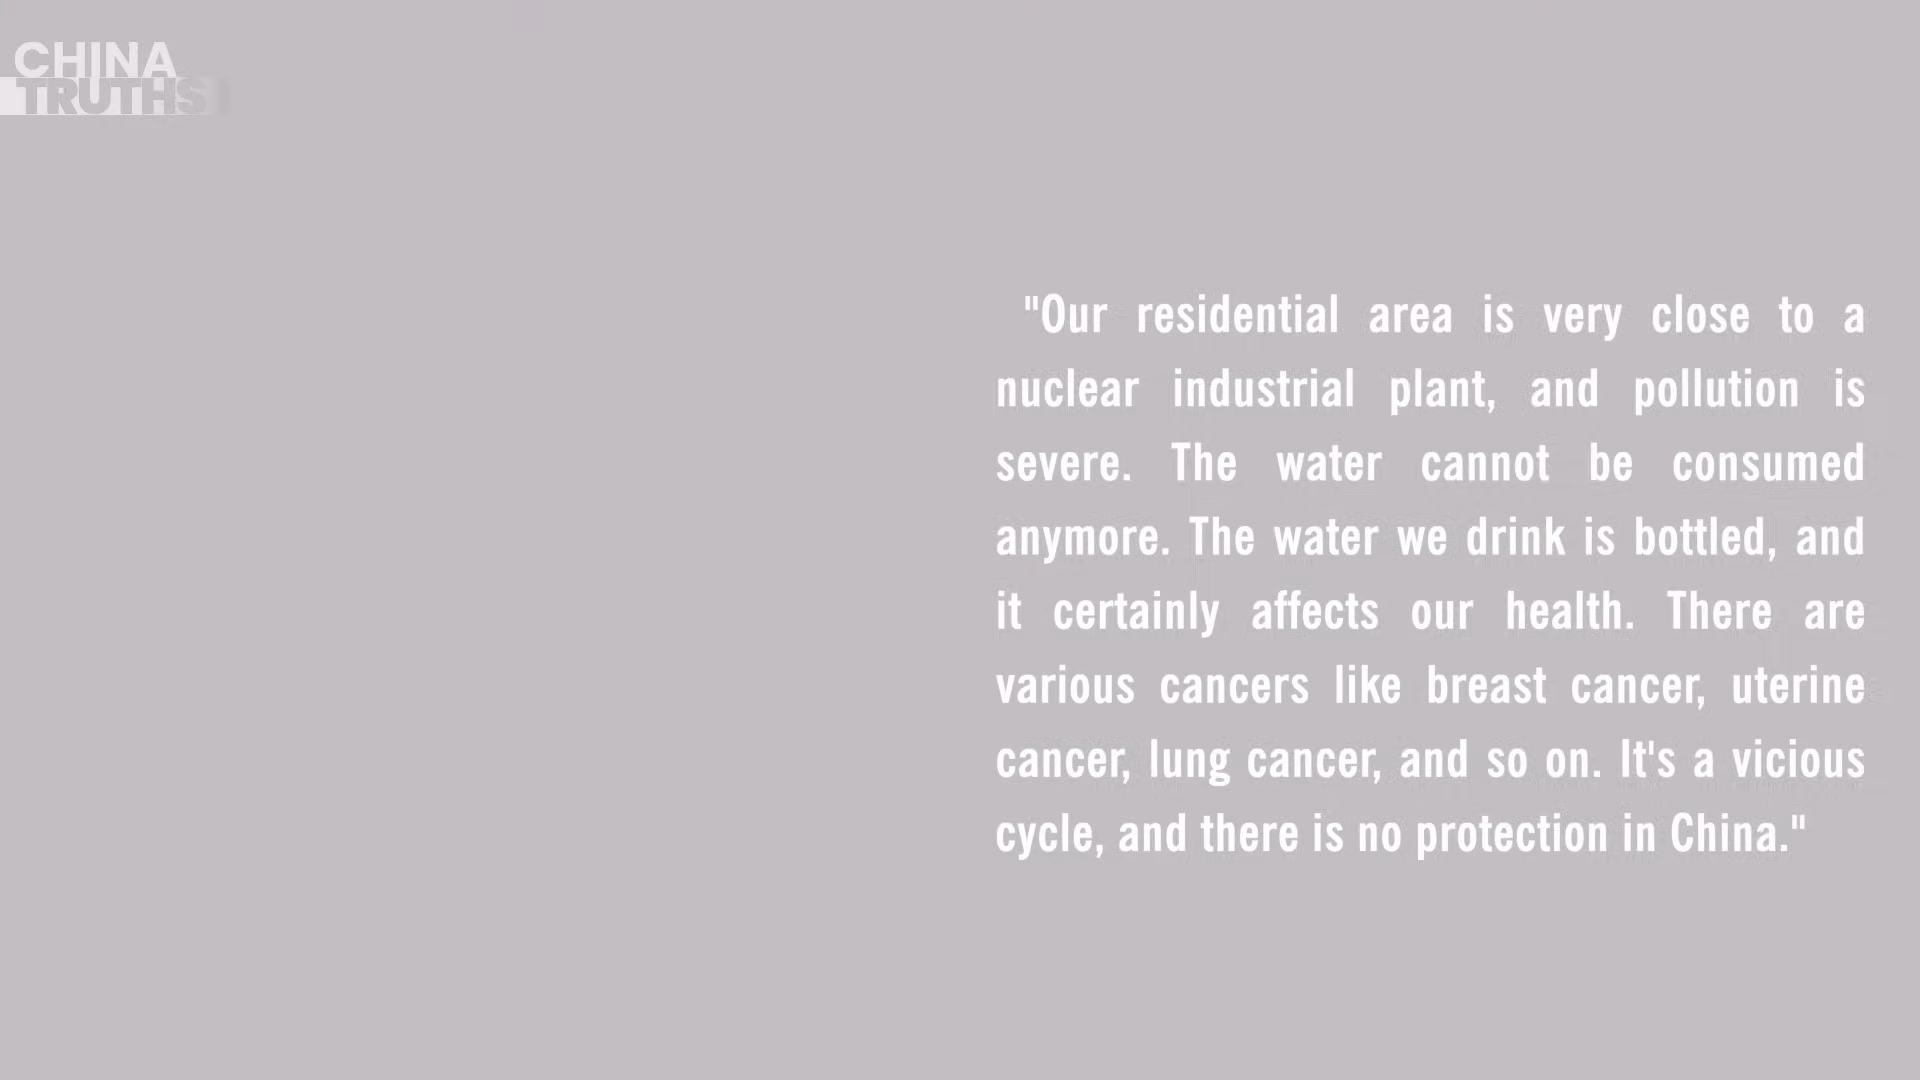 CHINA
TRUTHS
"Our residential area is very close to a
nuclear industrial plant, and pollution is
severe. The water cannot be consumed
anymore. The water we drink is bottled, and
it certainly affects our health. There are
various cancers like breast cancer, uterine
cancer, lung cancer, and so on. It's a vicious
cycle, and there is no protection in China."